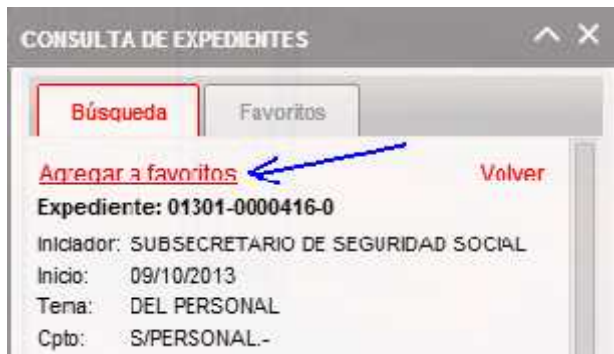 CONSULTA DE EXPEDIENTES
Búsqueda Favoritos
Agregar a favoritos Volver
Expediente: 01301-0000416-0
Iniciador: SUBSECRETARIO DE SEGURIDAD SOCIAL
Inicio: 09/10/2013
Tema: DEL PERSONAL
Cpto: S/PERSONAL.-